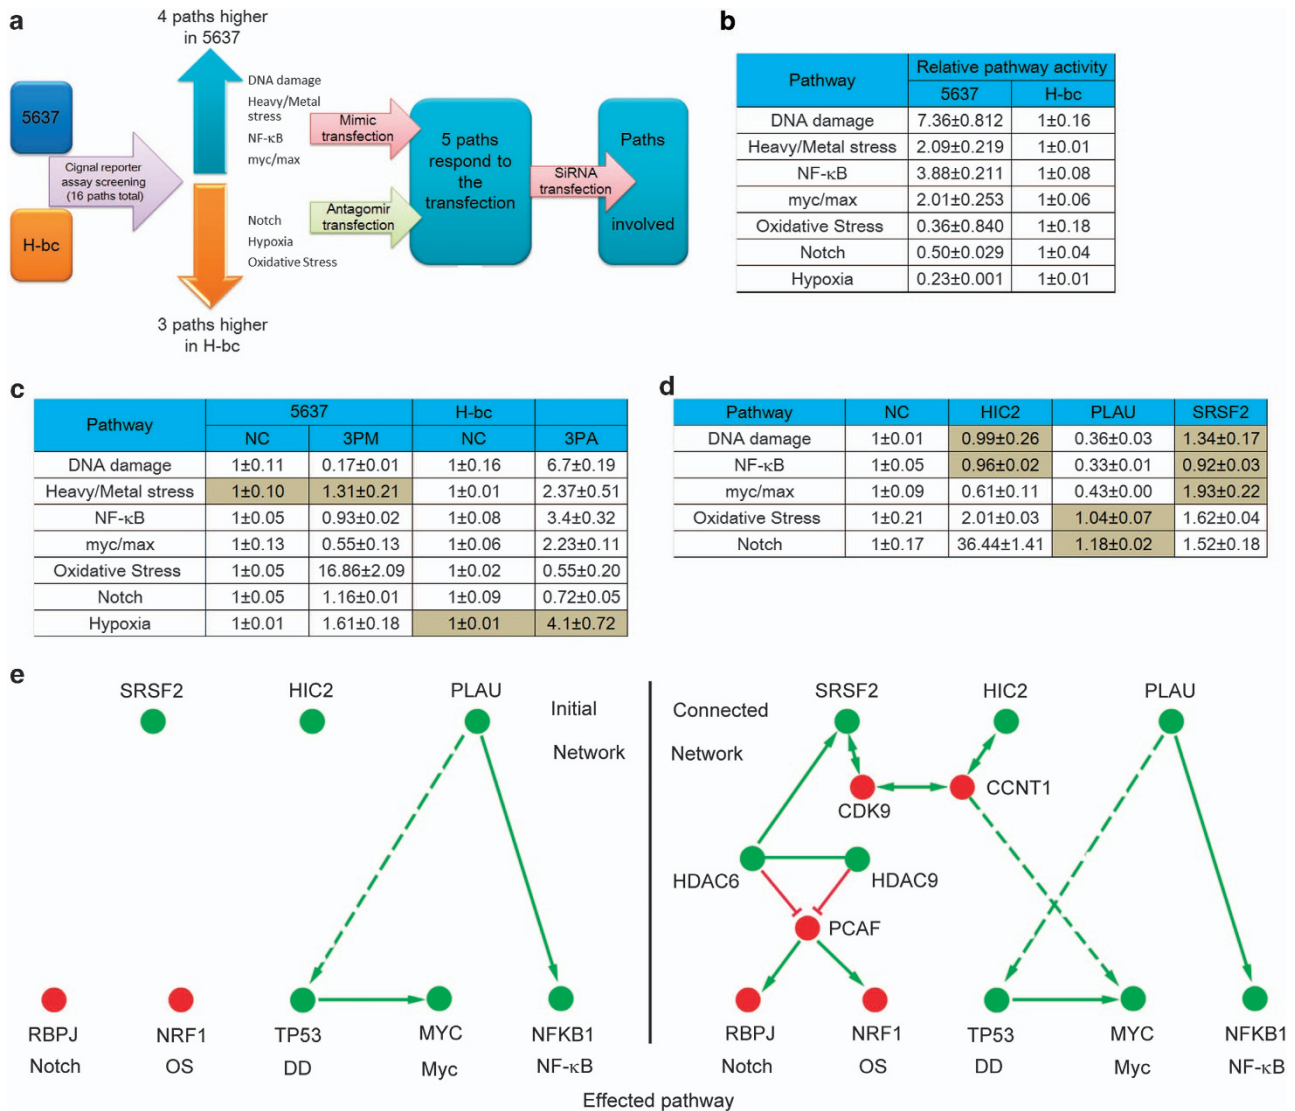 a
4 paths higher
in 5637
5637
H-bc
Cignal reporter
assay screening
(16 paths total)
DNA damage
Heavy/Metal
stress
NF-κB
myc/max
Notch
Hypoxia
Oxidative Stress
3 paths higher
in H-bc
Mimic
transfection
Antagomir
transfection
5 paths
respond to
the
transfection
SiRNA
transfection
Paths
involved
b
Pathway Relative pathway activity
5637 H-bc
DNA damage 7.36±0.812 1±0.16
Heavy/Metal stress 2.09±0.219 1±0.01
NF-κB 3.88±0.211 1±0.08
myc/max 2.01±0.253 1±0.06
Oxidative Stress 0.36±0.840 1±0.18
Notch 0.50±0.029 1±0.04
Hypoxia 0.23±0.001 1±0.01
c
Pathway 5637 H-bc
NC 3PM NC 3PA
DNA damage 1±0.11 0.17±0.01 1±0.16 6.7±0.19
Heavy/Metal stress 1±0.10 1.31±0.21 1±0.01 2.37±0.51
NF-κB 1±0.05 0.93±0.02 1±0.08 3.4±0.32
myc/max 1±0.13 0.55±0.13 1±0.06 2.23±0.11
Oxidative Stress 1±0.05 16.86±2.09 1±0.02 0.55±0.20
Notch 1±0.05 1.16±0.01 1±0.09 0.72±0.05
Hypoxia 1±0.01 1.61±0.18 1±0.01 4.1±0.72
d
Pathway NC HIC2 PLAU SRSF2
DNA damage 1±0.01 0.99±0.26 0.36±0.03 1.34±0.17
NF-κB 1±0.05 0.96±0.02 0.33±0.01 0.92±0.03
myc/max 1±0.09 0.61±0.11 0.43±0.00 1.93±0.22
Oxidative Stress 1±0.21 2.01±0.03 1.04±0.07 1.62±0.04
Notch 1±0.17 36.44±1.41 1.18±0.02 1.52±0.18
e
SRSF2 HIC2 PLAU
Initial
Network
RBPJ NRF1 TP53 MYC NFKB1
Notch OS DD Myc NF-κB
Connected
Network
SRSF2 HIC2 PLAU
CDK9 CCNT1
HDAC6 HDAC9
PCAF
RBPJ NRF1 TP53 MYC NFKB1
Notch OS DD Myc NF-κB
Effected pathway